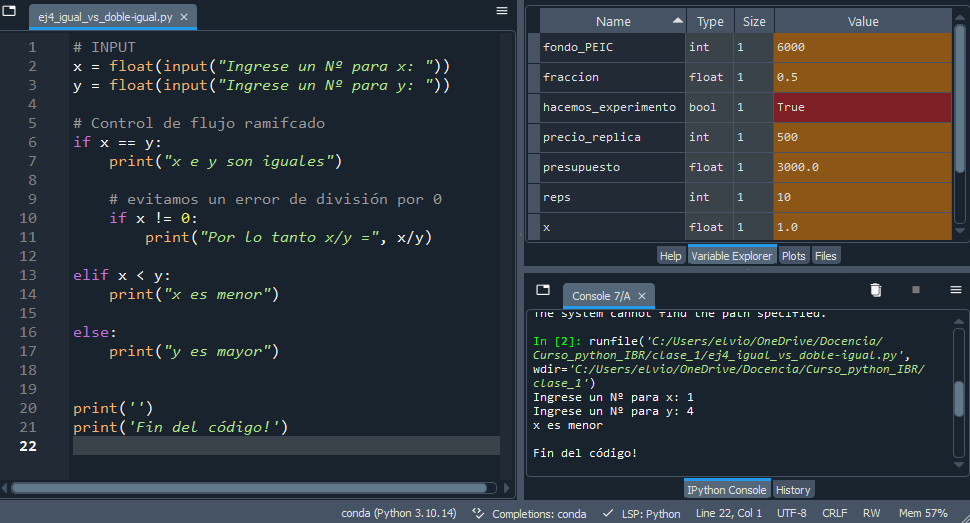 ej4_igual_vs_doble-igual.py
1 # INPUT
2 x = float(input("Ingrese un Nº para x: "))
3 y = float(input("Ingrese un Nº para y: "))
4
5 # Control de flujo ramifcado
6 if x == y:
7 print("x e y son iguales")
8
9 # evitamos un error de división por 0
10 if x != 0:
11 print("Por lo tanto x/y =", x/y)
12
13 elif x < y:
14 print("x es menor")
15
16 else:
17 print("y es mayor")
18
19
20 print('')
21 print('Fin del código!')
22
Name Type Size Value
fondo_PEIC int 1 6000
fraccion float 1 0.5
hacemos_experimento bool 1 True
precio_replica int 1 500
presupuesto float 1 3000.0
reps int 1 10
x float 1 1.0
Help Variable Explorer Plots Files
Console 7/A
The system cannot find the path specified.
In [2]: runfile('C:/Users/elvio/OneDrive/Docencia/
Curso_python_IBR/clase_1/ej4_igual_vs_doble-igual.py',
wdir='C:/Users/elvio/OneDrive/Docencia/Curso_python_IBR/
clase_1')
Ingrese un Nº para x: 1
Ingrese un Nº para y: 4
x es menor
Fin del código!
IPython Console History
conda (Python 3.10.14) Completions: conda LSP: Python Line 22, Col 1 UTF-8 CRLF RW Mem 57%